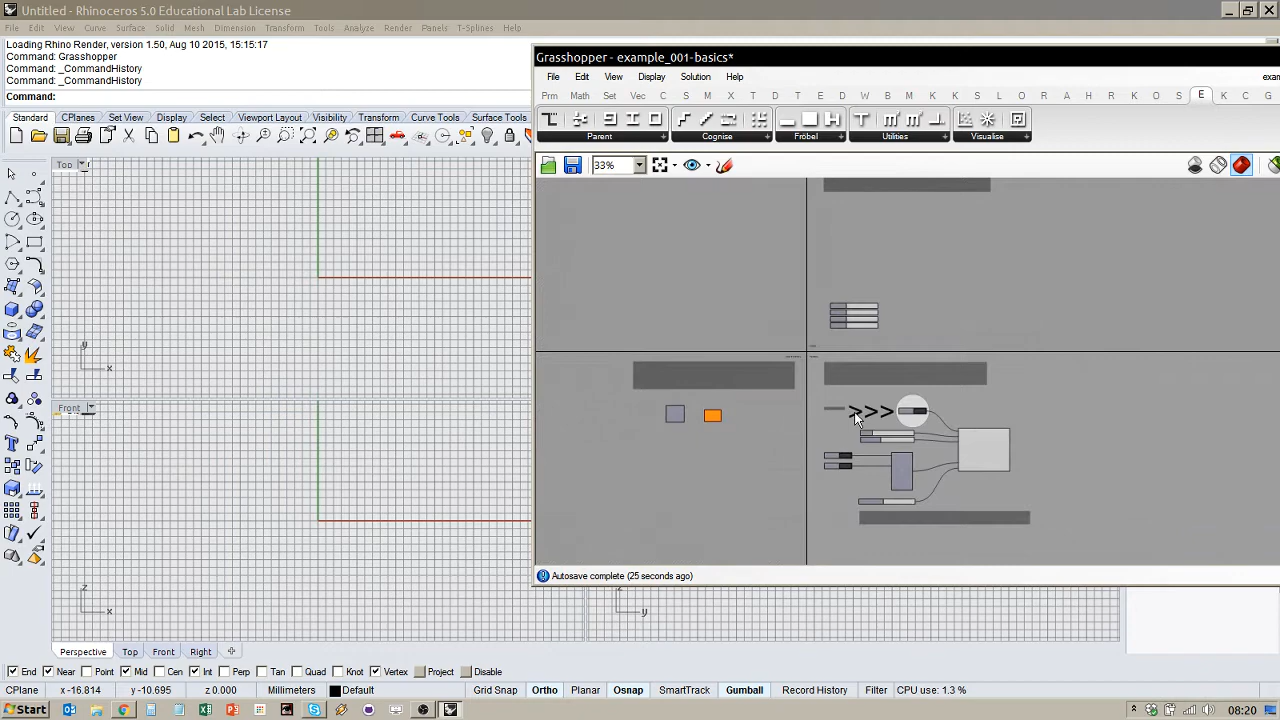 Untitled - Rhinoceros 5.0 Educational Lab License
File Edit View Curve Surface Solid Mesh Dimension Transform Tools Analyze Render Panels T-Splines Help
Loading Rhino Render, version 1.50, Aug 10 2015, 15:15:17
Command: Grasshopper
Command: _CommandHistory
Command: _CommandHistory
Command:
Standard CPlanes Set View Display Select Viewport Layout Visibility Transform Curve Tools Surface Tools
Top
Grasshopper - example_001-basics*
File Edit View Display Solution Help
Prm Math Set Vec C S M X T D T E D W B M K M K S T W S L O D R A H R O L E K C G
Parent Cognise Fröbel Utilities Visualise
33%
>>>
y
x
Front
z
x
Autosave complete (25 seconds ago)
z
y
Perspective Top Front Right
End Near Point Mid Cen Int Perp Tan Quad Knot Vertex Project Disable
CPlane x -16.814 y -10.695 z 0.000 Millimeters Default Grid Snap Ortho Planar Osnap SmartTrack Gumball Record History Filter CPU use: 1.3 %
Start 08:20